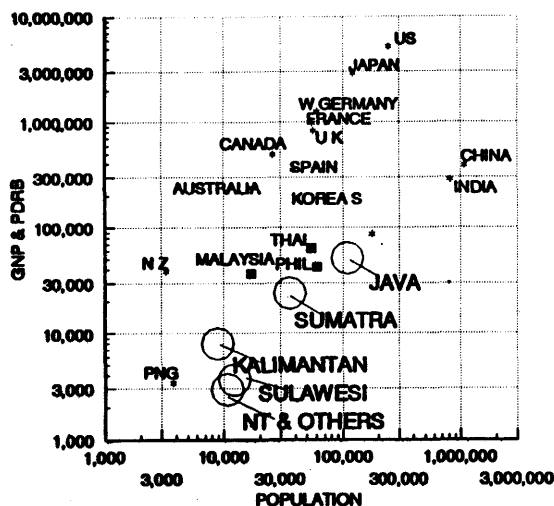 10,000,000
US
JAPAN
3,000,000
W. GERMANY
1,000,000
FRANCE
U K
CANADA
CHINA
SPAIN
300,000
AUSTRALIA
INDIA
KOREA S
GNP & PDRB
100,000
THAI
N Z
MALAYSIA
PHIL
JAVA
30,000
SUMATRA
10,000
KALIMANTAN
PNG
3,000
SULAWESI
NT & OTHERS
1,000
1,000
10,000
100,000
1,000,000
3,000
30,000
300,000
3,000,000
POPULATION